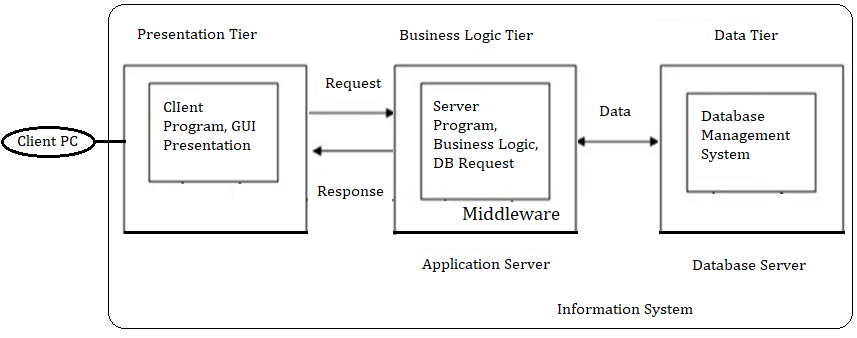 Presentation Tier
Business Logic Tier
Data Tier
Client PC
ClIent
Program, GUI
Presentation
Request
Response
Server
Program,
Business Logic,
DB Request
Middleware
Data
Database
Management
System
Application Server
Database Server
Information System